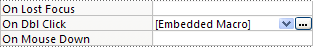 On Lost Focus
On Dbl Click [Embedded Macro] ...
On Mouse Down